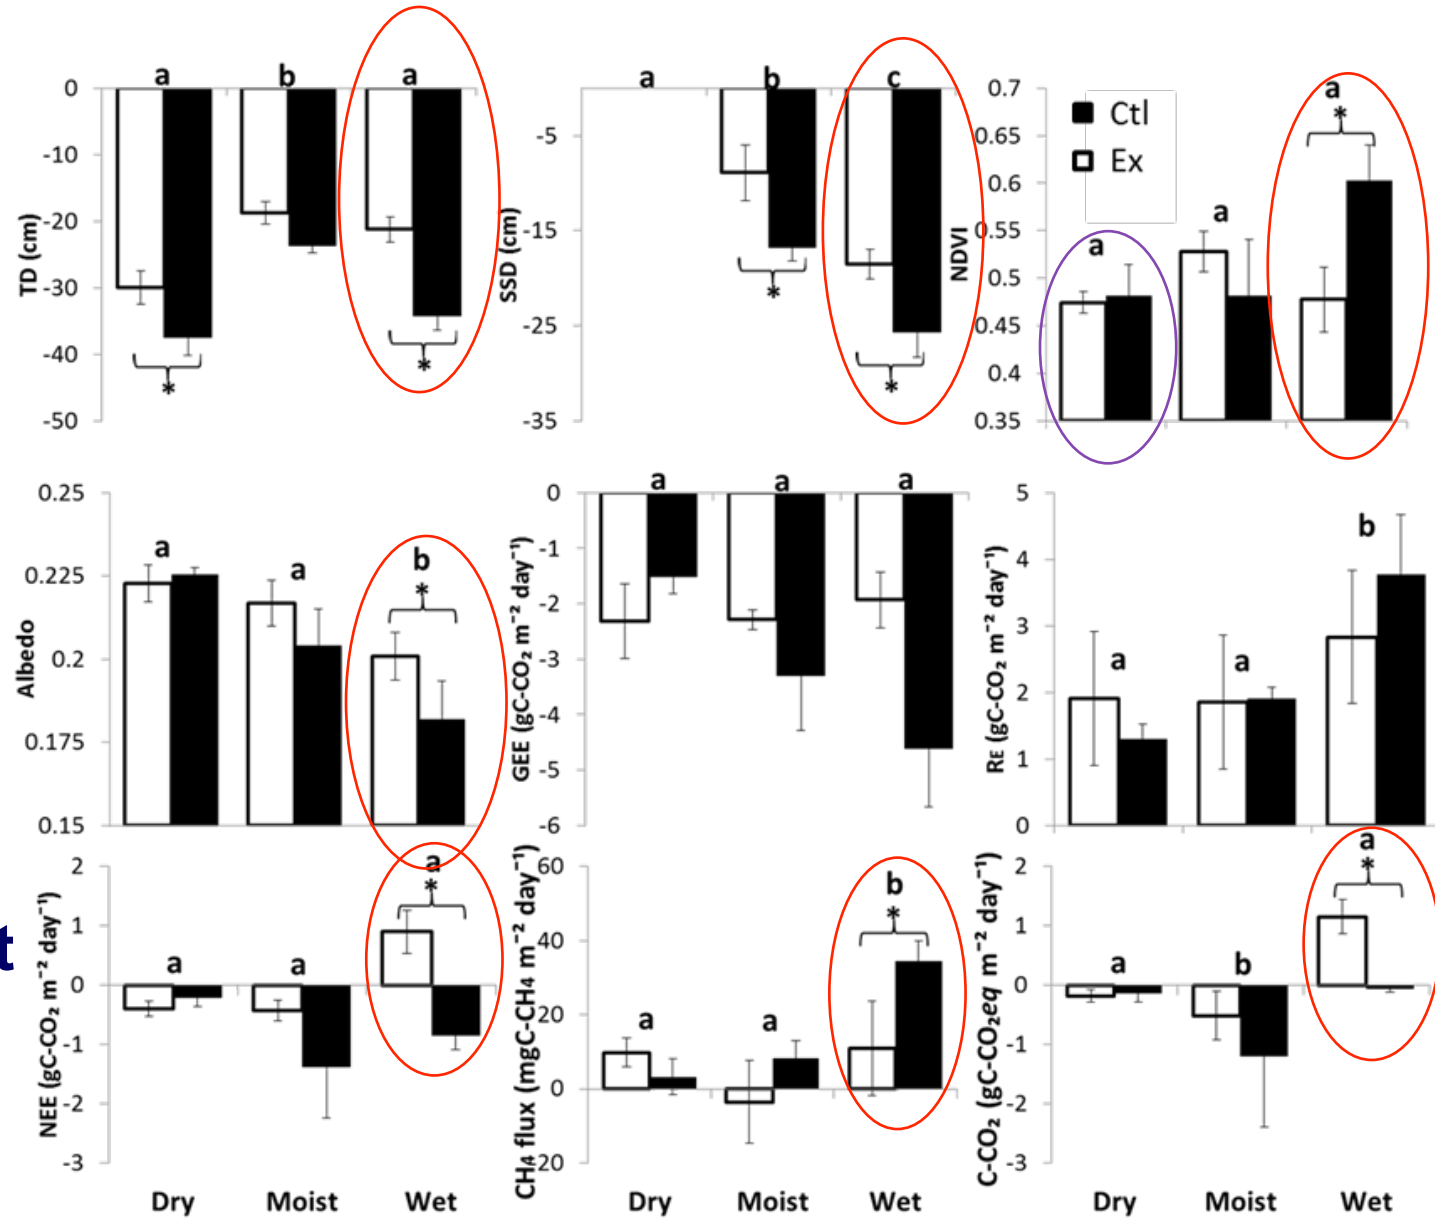 TD (cm)
0
-10
-20
-30
-40
-50
a
b
a
*
*
SSD (cm)
-5
-15
-25
-35
a
b
c
*
*
NDVI
0.7
0.65
0.6
0.55
0.5
0.45
0.4
0.35
Ctl
Ex
a
a
a
*
Albedo
0.25
0.225
0.2
0.175
0.15
a
a
b
*
GEE (gC-CO₂ m⁻² day⁻¹)
0
-1
-2
-3
-4
-5
-6
a
a
a
RE (gC-CO₂ m⁻² day⁻¹)
5
4
3
2
1
0
a
a
b
t
NEE (gC-CO₂ m⁻² day⁻¹)
2
1
0
-1
-2
-3
a
a
a
*
Dry Moist Wet
CH₄ flux (mgC-CH4 m⁻² day⁻¹)
60
40
20
0
-20
a
a
b
*
Dry Moist Wet
C-CO₂ (gC-CO₂eq m⁻² day⁻¹)
2
1
0
-1
-2
-3
a
b
a
*
Dry Moist Wet